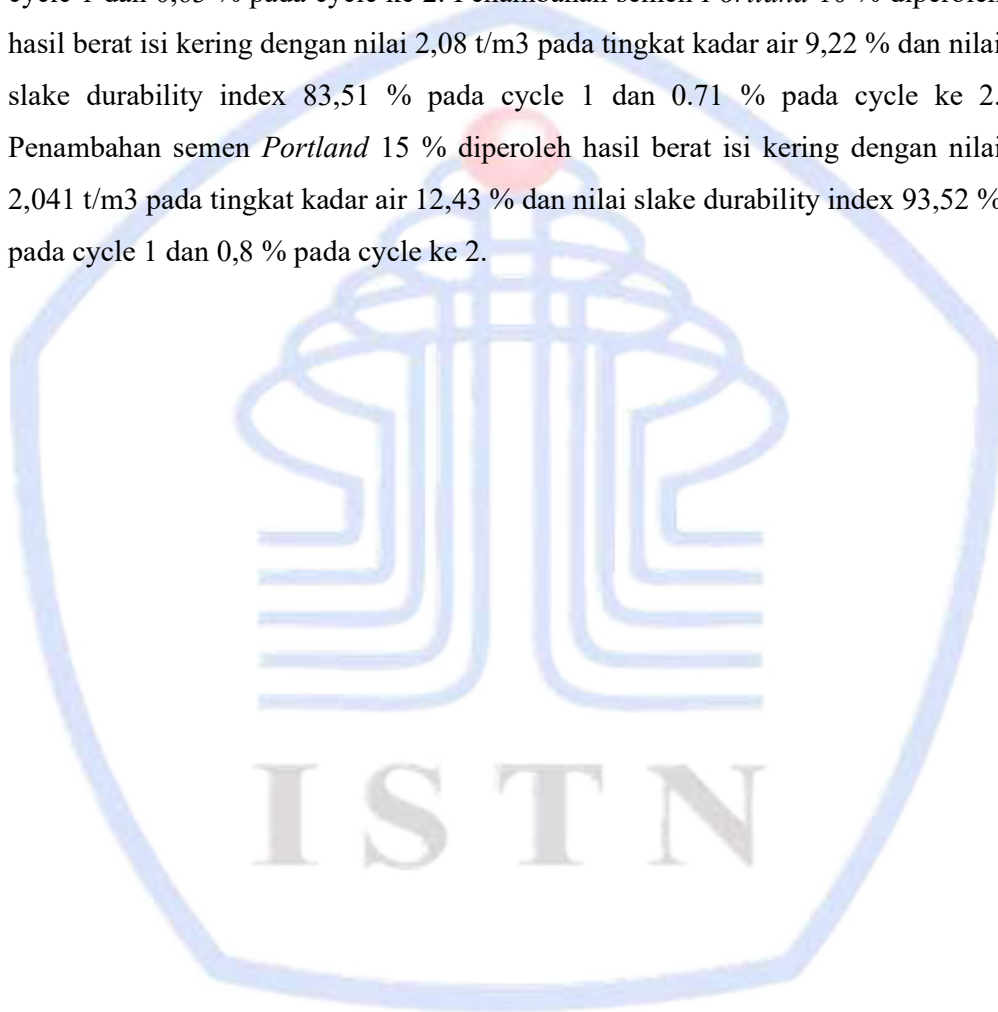 hasil berat isi kering dengan nilai 2,08 t/m3 pada tingkat kadar air 9,22 % dan nilai
slake durability index 83,51 % pada cycle 1 dan 0.71 % pada cycle ke 2.
Penambahan semen Portland 15 % diperoleh hasil berat isi kering dengan nilai
2,041 t/m3 pada tingkat kadar air 12,43 % dan nilai slake durability index 93,52 %
pada cycle 1 dan 0,8 % pada cycle ke 2.
ISTN